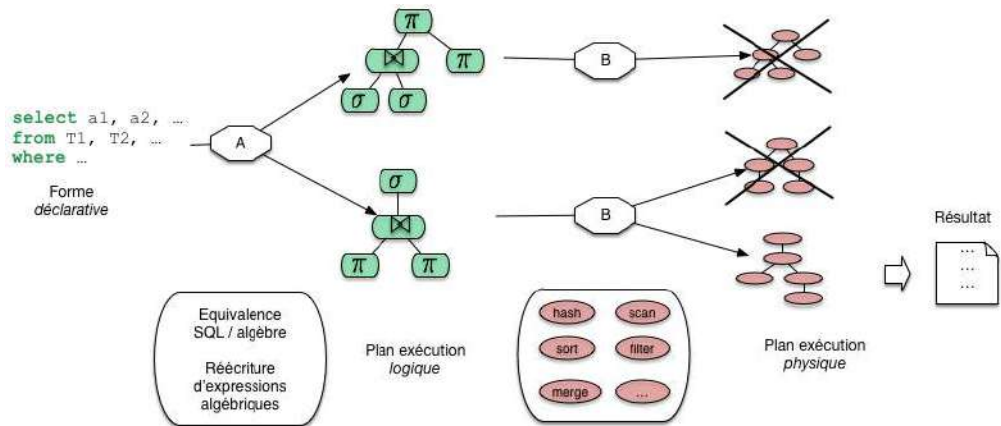 π
π
σ
σ
B
select a1, a2, …
from T1, T2, …
where …
A
Forme
déclarative
σ
π
π
B
Résultat
…
…
…
Equivalence
SQL / algèbre
Réécriture
d'expressions
algébriques
Plan exécution
logique
hash
scan
sort
filter
merge
…
Plan exécution
physique